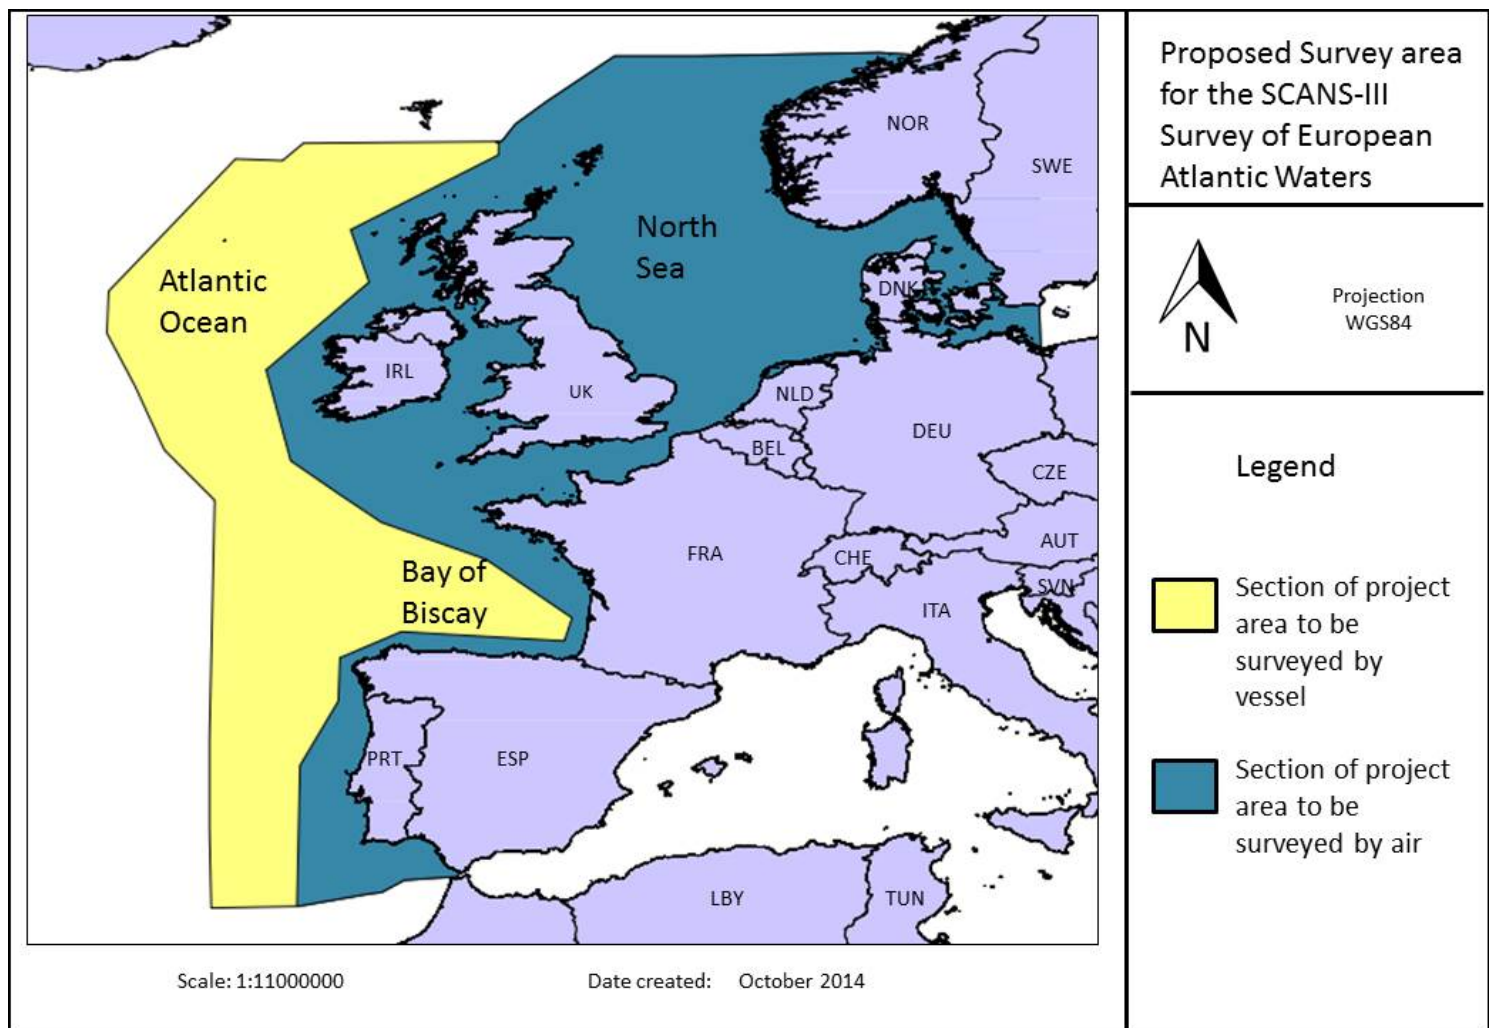 Proposed Survey area
for the SCANS-III
Survey of European
Atlantic Waters
N
Projection
WGS84
Legend
Section of project
area to be
surveyed by
vessel
Section of project
area to be
surveyed by air
NOR
SWE
North
Sea
Atlantic
Ocean
DNK
IRL
UK
NLD
DEU
BEL
CZE
AUT
FRA
CHE
SVN
Bay of
Biscay
ITA
PRT
ESP
LBY
TUN
Scale: 1:11000000
Date created: October 2014